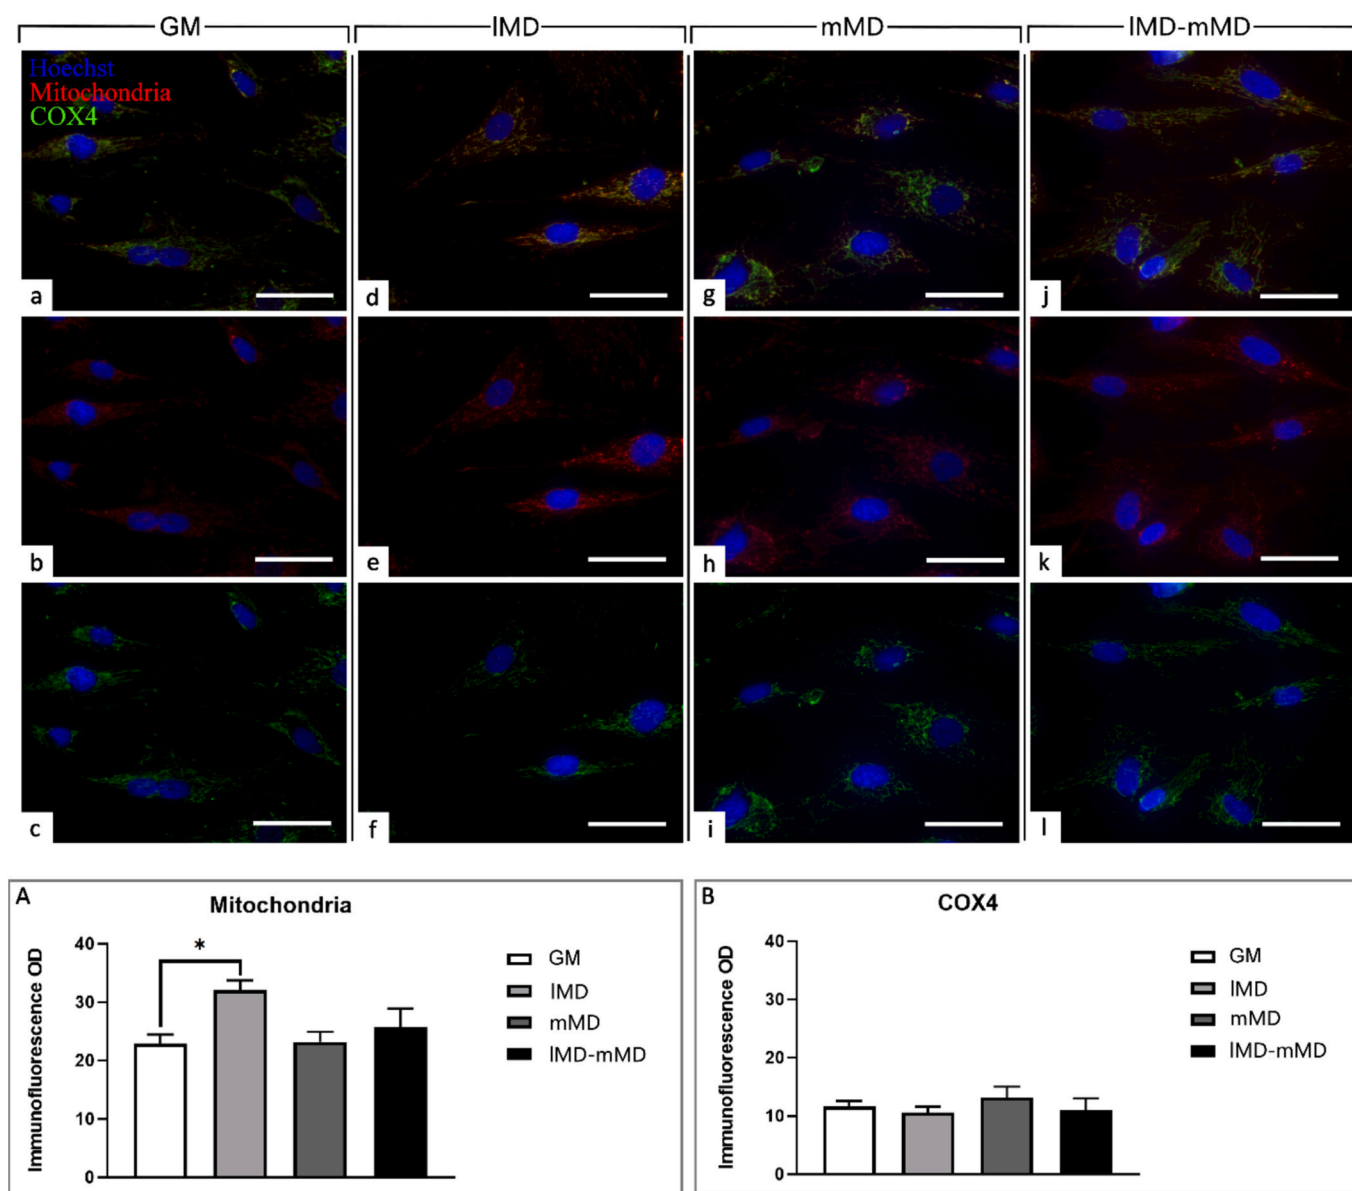 GM lMD mMD lMD-mMD
Hoechst
Mitochondria
COX4
a d g j
b e h k
c f i l
A
Mitochondria
Immunofluorescence OD
40
30
20
10
0
*
GM
lMD
mMD
lMD-mMD
B
COX4
Immunofluorescence OD
40
30
20
10
0
GM
lMD
mMD
lMD-mMD